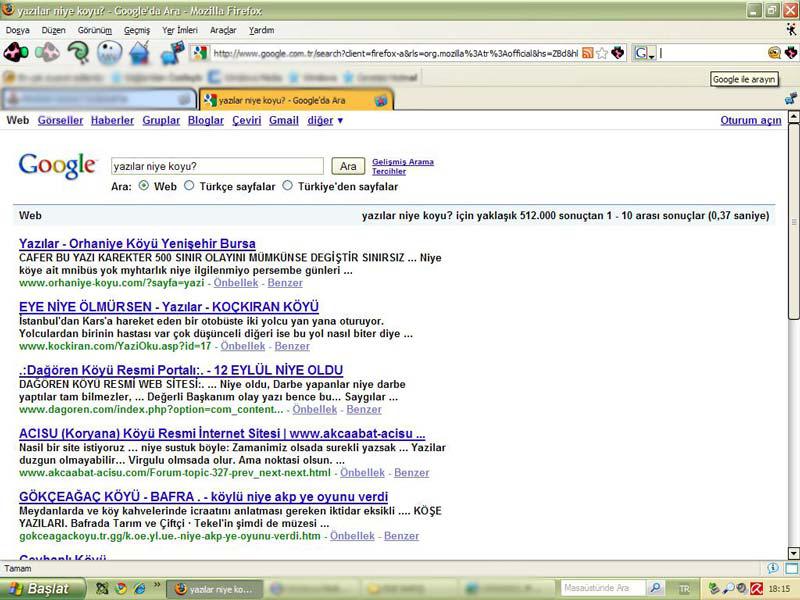 yazılar niye koyu? - Google'da Ara - Mozilla Firefox
Dosya Düzen Görünüm Geçmiş Yer İmleri Araçlar Yardım
http://www.google.com.tr/search?client=firefox-a&rls=org.mozilla%3Atr%3Aofficial&hs=ZBd&hl
Google ile arayın
yazılar niye koyu? - Google'da Ara
Web Görseller Haberler Gruplar Bloglar Çeviri Gmail diğer ▼ Oturum açın
Google yazılar niye koyu? Ara Gelişmiş Arama
Tercihler
Ara: Web Türkçe sayfalar Türkiye'den sayfalar
Web yazılar niye koyu? için yaklaşık 512.000 sonuçtan 1 - 10 arası sonuçlar (0,37 saniye)
Yazılar - Orhaniye Köyü Yenişehir Bursa
CAFER BU YAZI KAREKTER 500 SINIR OLAYINI MÜMKÜNSE DEGİŞTİR SINIRSIZ ... Niye
köye ait mnibüs yok myhtarlık niye ilgilenmiyo persembe günleri ...
www.orhaniye-koyu.com/?sayfa=yazi - Önbellek - Benzer
EYE NİYE ÖLMÜRSEN - Yazılar - KOÇKIRAN KÖYÜ
İstanbul'dan Kars'a hareket eden bir otobüste iki yolcu yan yana oturuyor.
Yolculardan birinin hastası var çok düşünceli diğeri ise bu yol nasıl biter diye ...
www.kockiran.com/YaziOku.asp?id=17 - Önbellek - Benzer
.:Dağören Köyü Resmi Portalı:. - 12 EYLÜL NİYE OLDU
DAĞÖREN KÖYÜ RESMİ WEB SİTESİ:. ... Niye oldu, Darbe yapanlar niye darbe
yaptılar tam bilmezler, ... Değerli Başkanım olay yazı bence bu... Saygılar ...
www.dagoren.com/index.php?option=com_content... - Önbellek - Benzer
ACISU (Koryana) Köyü Resmi İnternet Sitesi | www.akcaabat-acisu ...
Nasil bir site istiyoruz ... niye sustuk böyle: Zamanimiz olsada surekli yazsak ... Yazilar
duzgun olmayabilir... Virgulu olmsada olur. Ama noktasi olsun. ...
www.akcaabat-acisu.com/Forum-topic-327-prev_next-next.html - Önbellek - Benzer
GÖKÇEAĞAÇ KÖYÜ - BAFRA . - köylü niye akp ye oyunu verdi
Meydanlarda ve köy kahvelerinde icraatını anlatması gereken iktidar eksikli .... KÖŞE
YAZILARI. Bafrada Tarım ve Çiftçi · Tekel'in şimdi de müzesi ...
gokceagackoyu.tr.gg/k.oe.yl.ue.-niye-akp-ye-oyunu-verdi.htm - Önbellek - Benzer
Ceyhanlı Köyü
Tamam
Başlat yazılar niye ko... Masaüstünde Ara TR 18:15